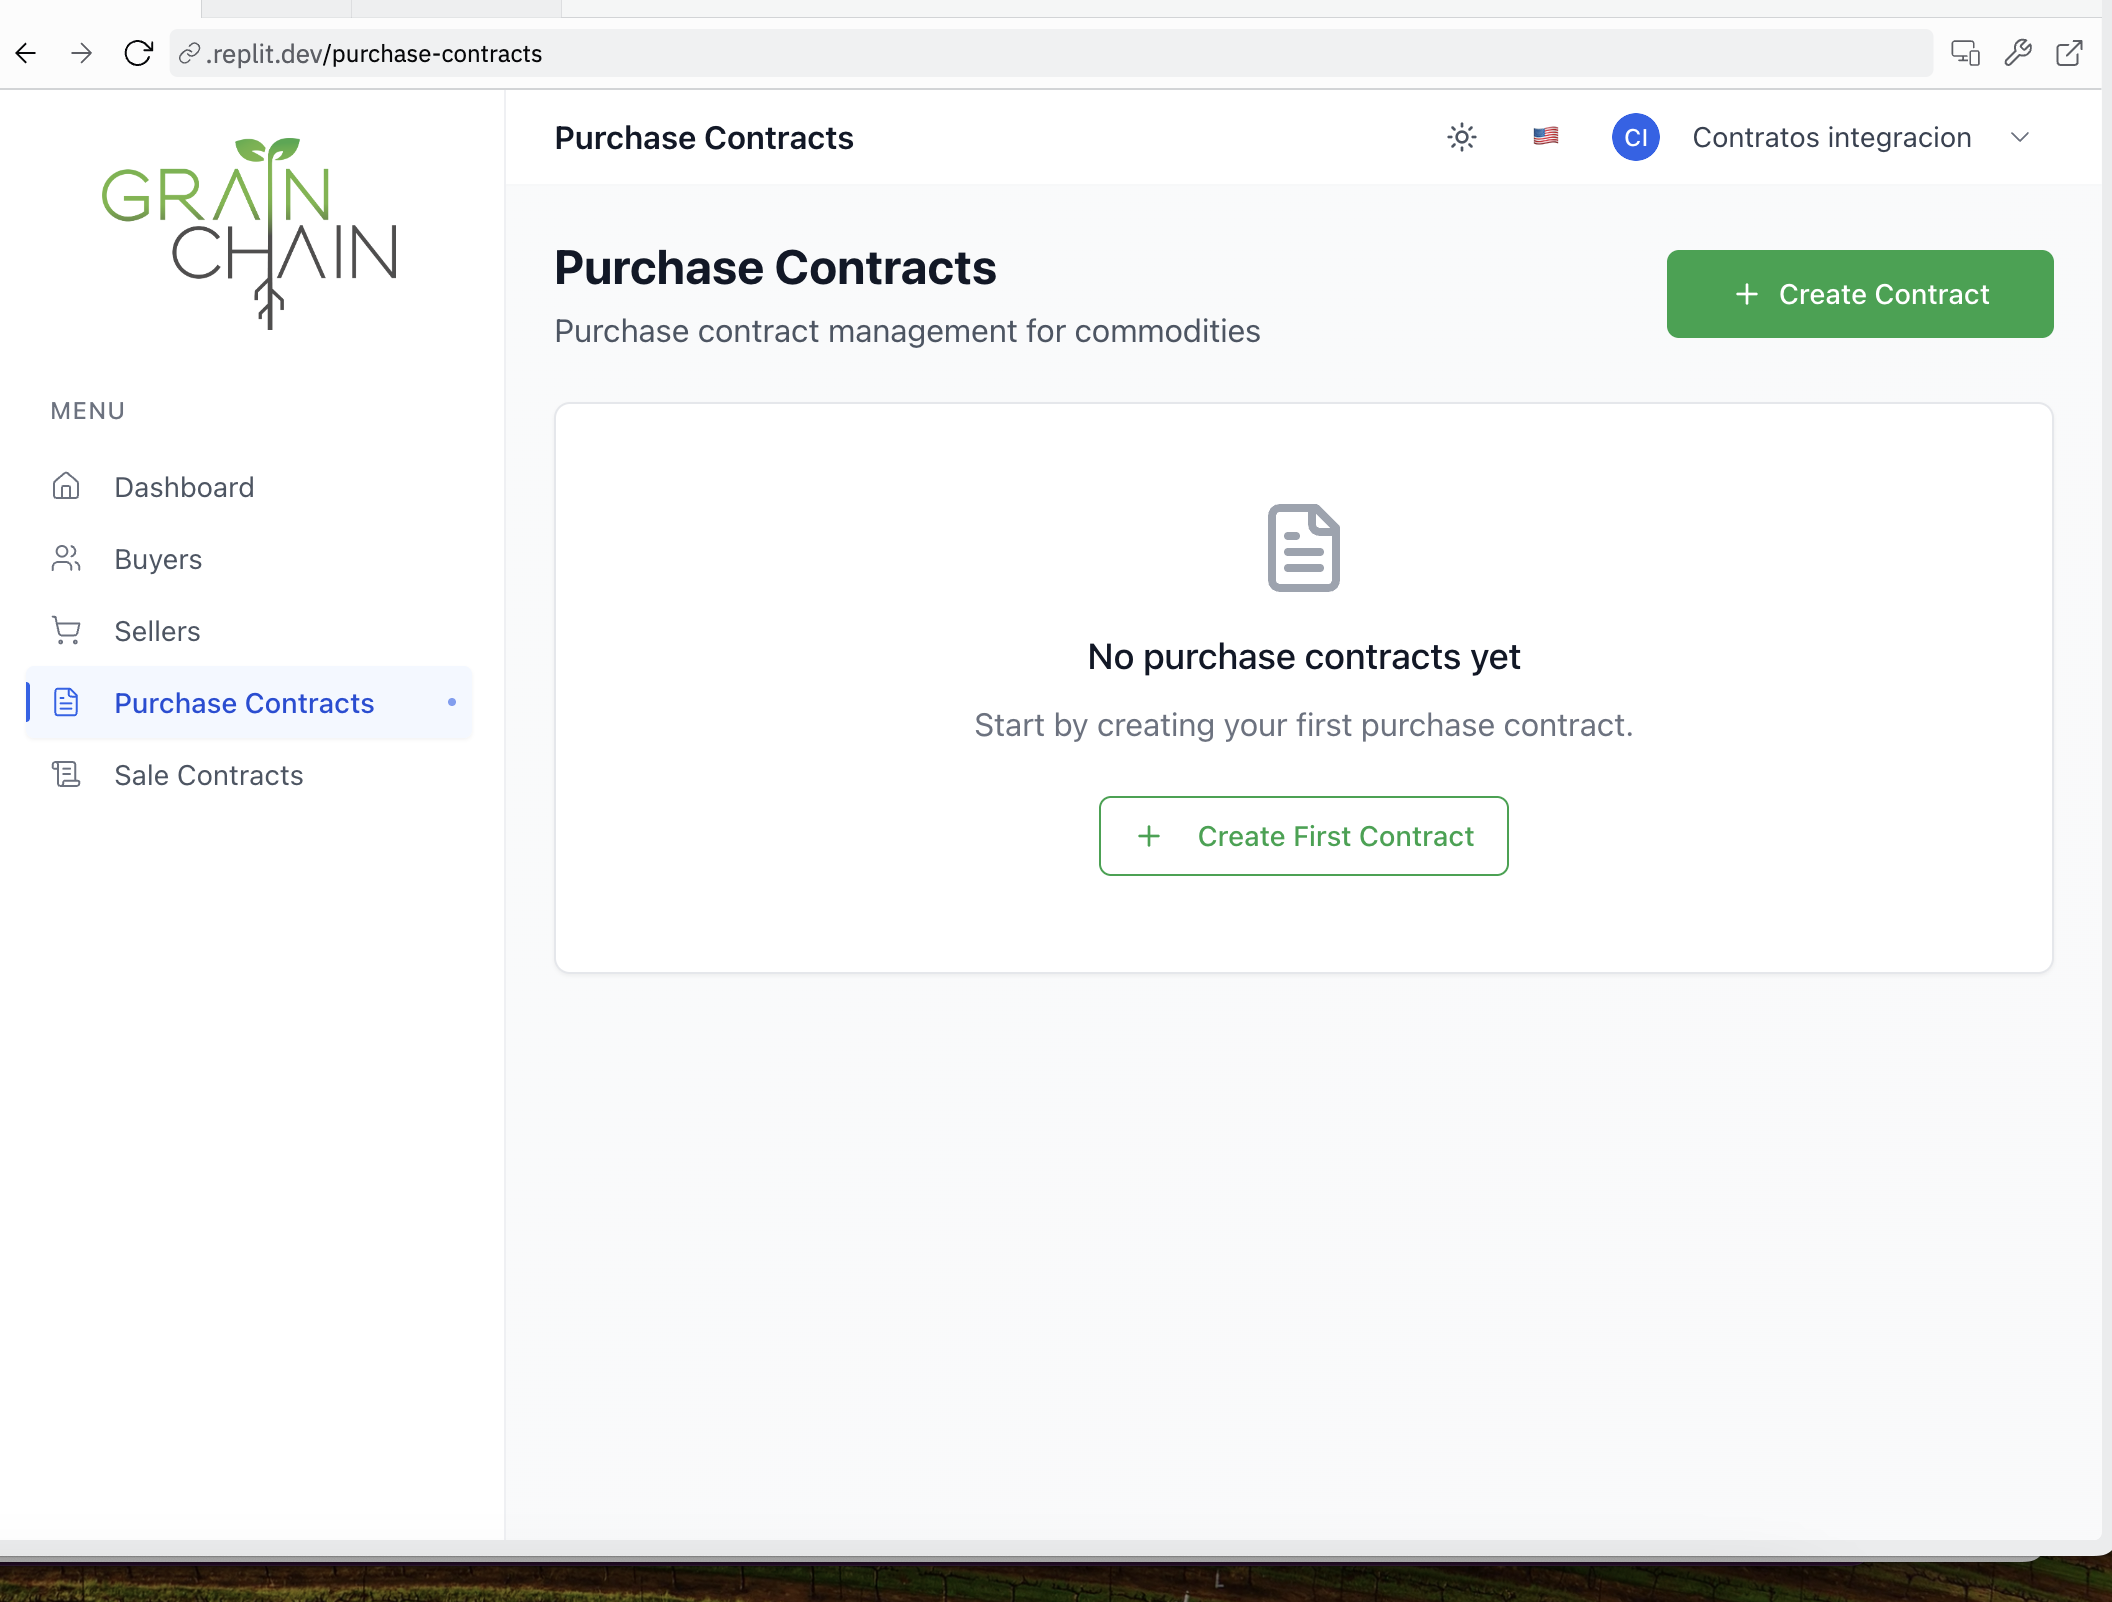 .replit.dev/purchase-contracts
GRAIN
CHAIN
MENU
Dashboard
Buyers
Sellers
Purchase Contracts
Sale Contracts
Purchase Contracts
CI
Contratos integracion
Purchase Contracts
Purchase contract management for commodities
+ Create Contract
No purchase contracts yet
Start by creating your first purchase contract.
+ Create First Contract